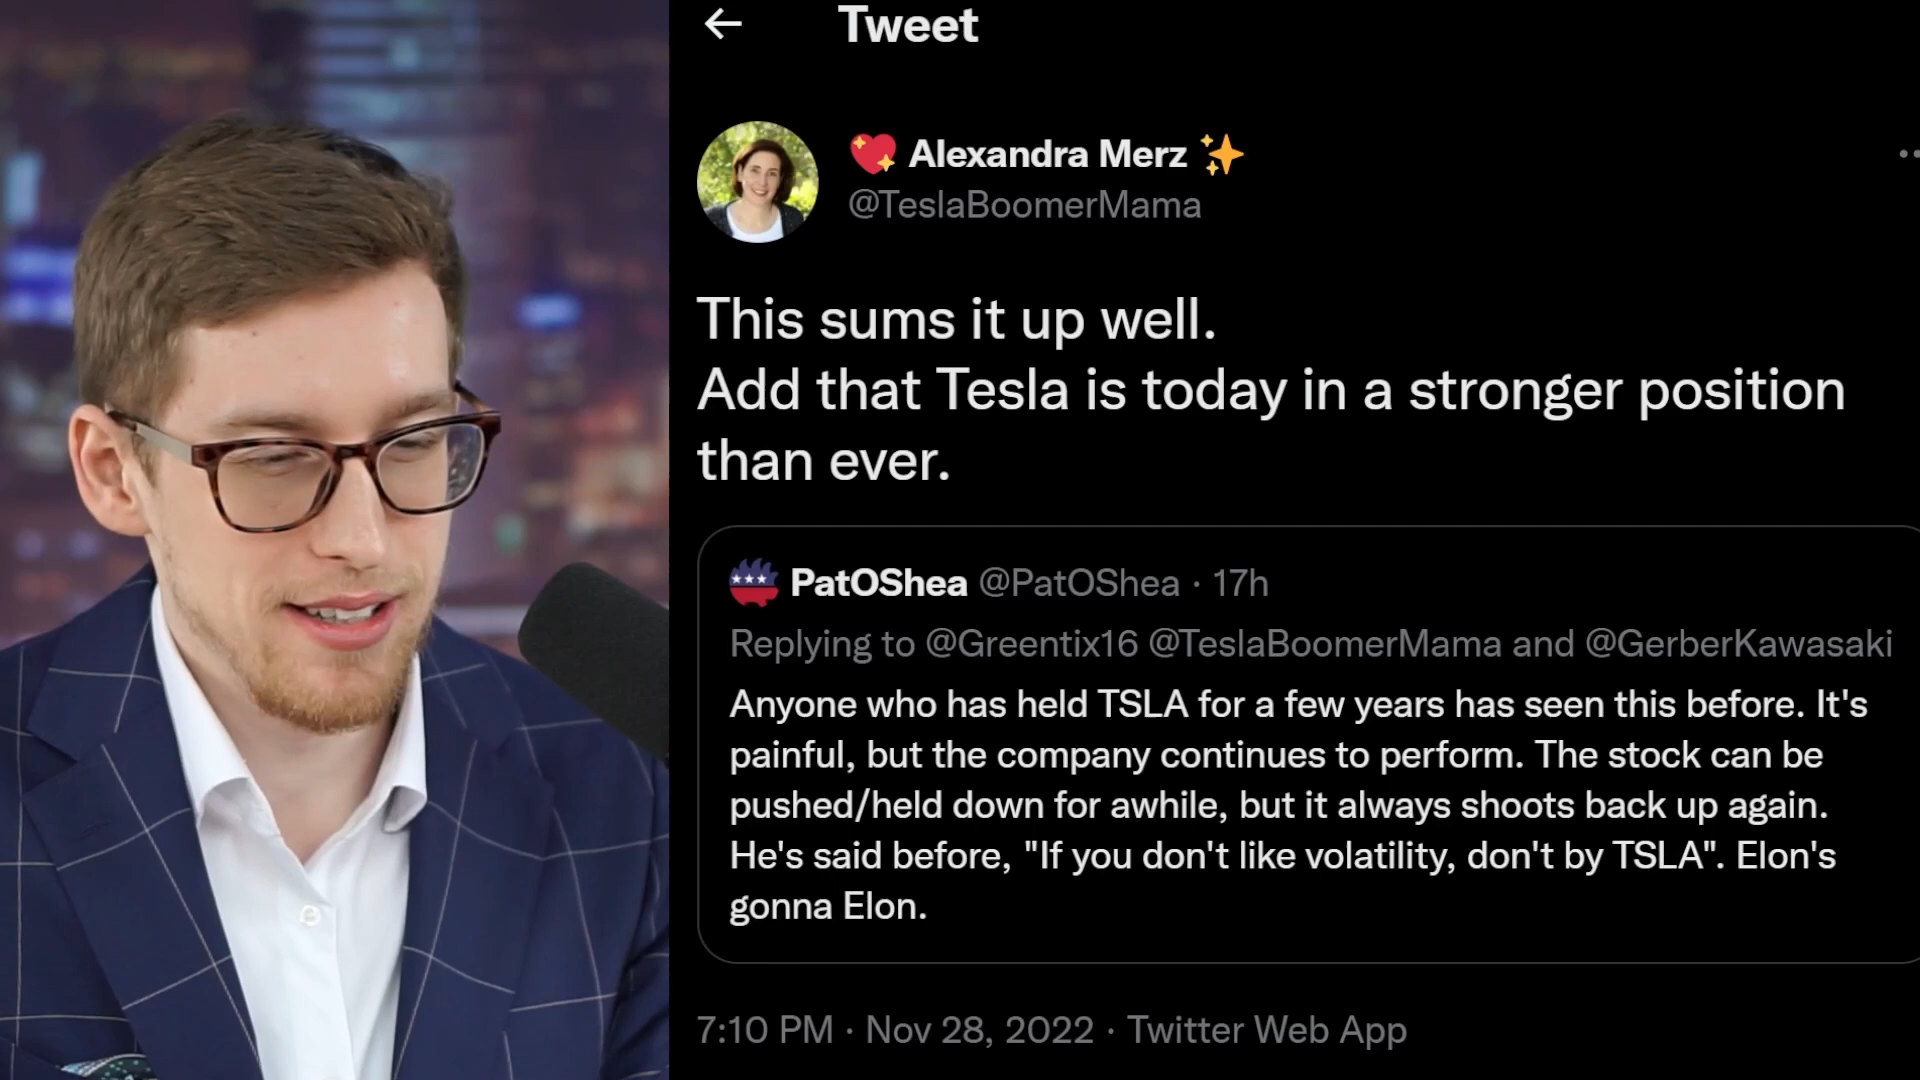 Tweet
💖 Alexandra Merz ✨
@TeslaBoomerMama
This sums it up well.
Add that Tesla is today in a stronger position
than ever.
PatOShea @PatOShea · 17h
Replying to @Greentix16 @TeslaBoomerMama and @GerberKawasaki
Anyone who has held TSLA for a few years has seen this before. It's
painful, but the company continues to perform. The stock can be
pushed/held down for awhile, but it always shoots back up again.
He's said before, "If you don't like volatility, don't by TSLA". Elon's
gonna Elon.
7:10 PM · Nov 28, 2022 · Twitter Web App